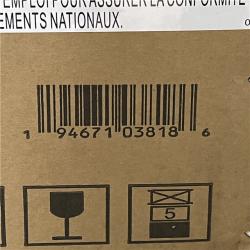 EMPLOI POUR ASSURER LA CONFORMITÉ
EMENTS NATIONAUX.
1 94671 03818 6
5